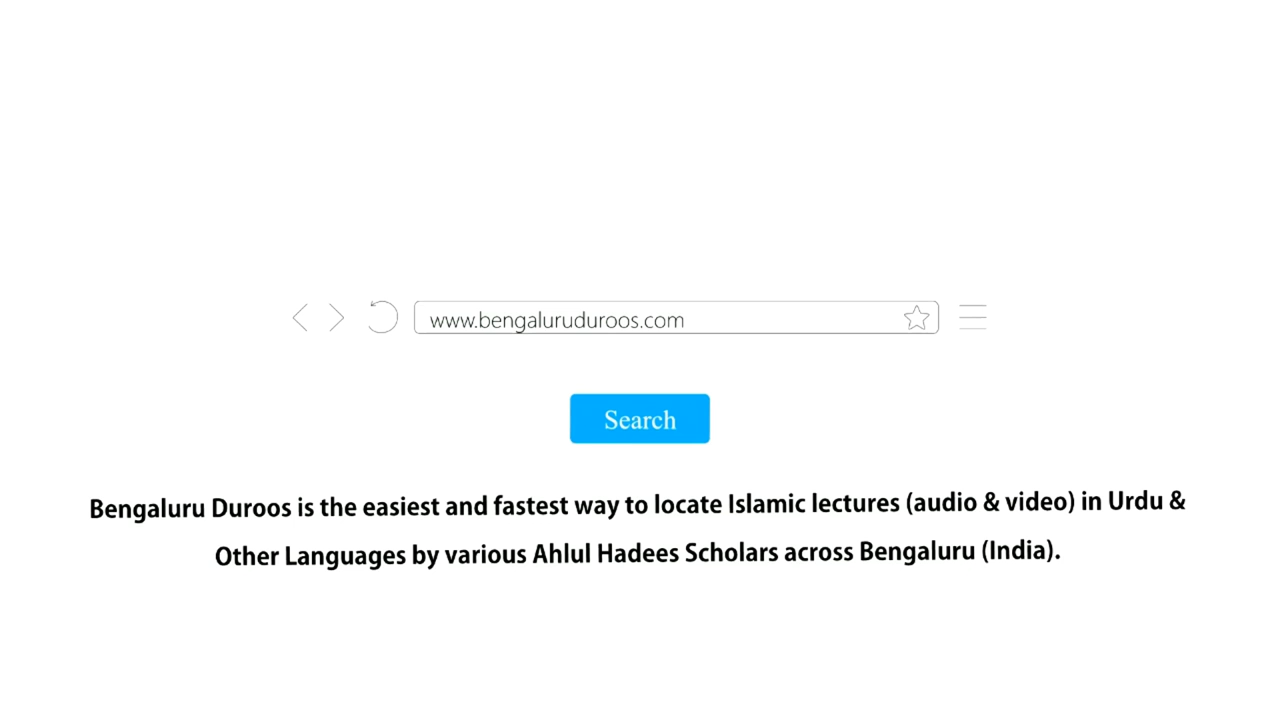 www.bengaluruduroos.com
Search
Bengaluru Duroos is the easiest and fastest way to locate Islamic lectures (audio & video) in Urdu &
Other Languages by various Ahlul Hadees Scholars across Bengaluru (India).